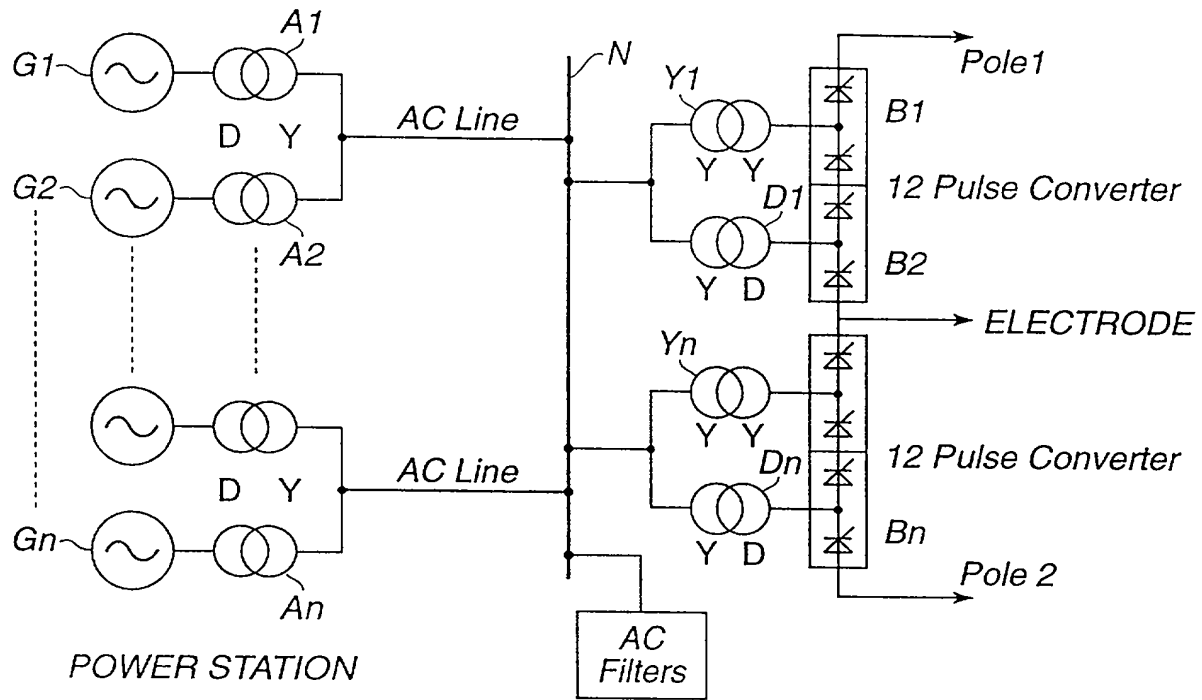 G1
A1
D Y
G2
A2
AC Line
N
Y1
Y Y
D1
Y D
B1
12 Pulse Converter
B2
Pole1
ELECTRODE
D Y
Gn
An
AC Line
Yn
Y Y
Dn
Y D
12 Pulse Converter
Bn
Pole 2
POWER STATION
AC
Filters